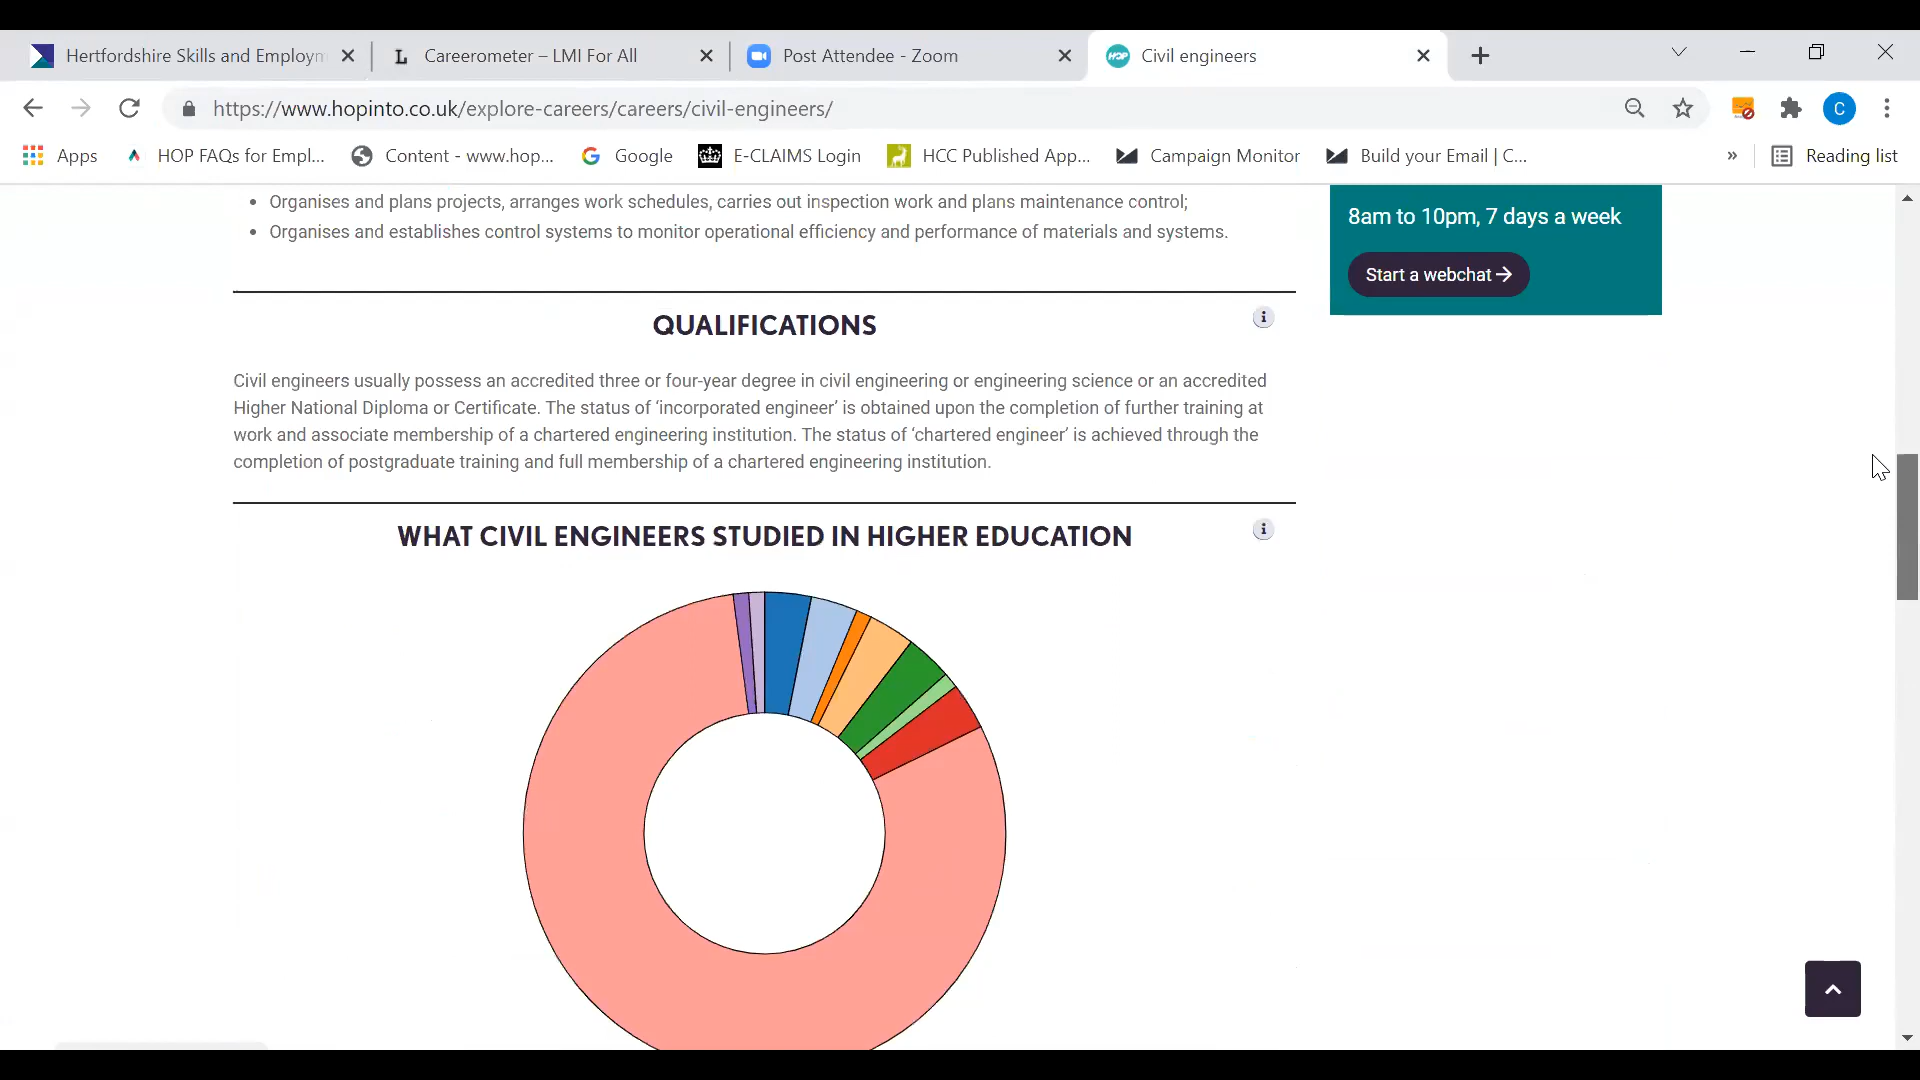 Hertfordshire Skills and Employm
Careerometer – LMI For All
Post Attendee - Zoom
HOP
Civil engineers
https://www.hopinto.co.uk/explore-careers/careers/civil-engineers/
C
Apps
HOP FAQs for Empl...
Content - www.hop...
Google
E-CLAIMS Login
HCC Published App...
Campaign Monitor
Build your Email | C...
»
Reading list
• Organises and plans projects, arranges work schedules, carries out inspection work and plans maintenance control;
• Organises and establishes control systems to monitor operational efficiency and performance of materials and systems.
8am to 10pm, 7 days a week
Start a webchat →
QUALIFICATIONS
i
Civil engineers usually possess an accredited three or four-year degree in civil engineering or engineering science or an accredited
Higher National Diploma or Certificate. The status of ‘incorporated engineer’ is obtained upon the completion of further training at
work and associate membership of a chartered engineering institution. The status of ‘chartered engineer’ is achieved through the
completion of postgraduate training and full membership of a chartered engineering institution.
WHAT CIVIL ENGINEERS STUDIED IN HIGHER EDUCATION
i